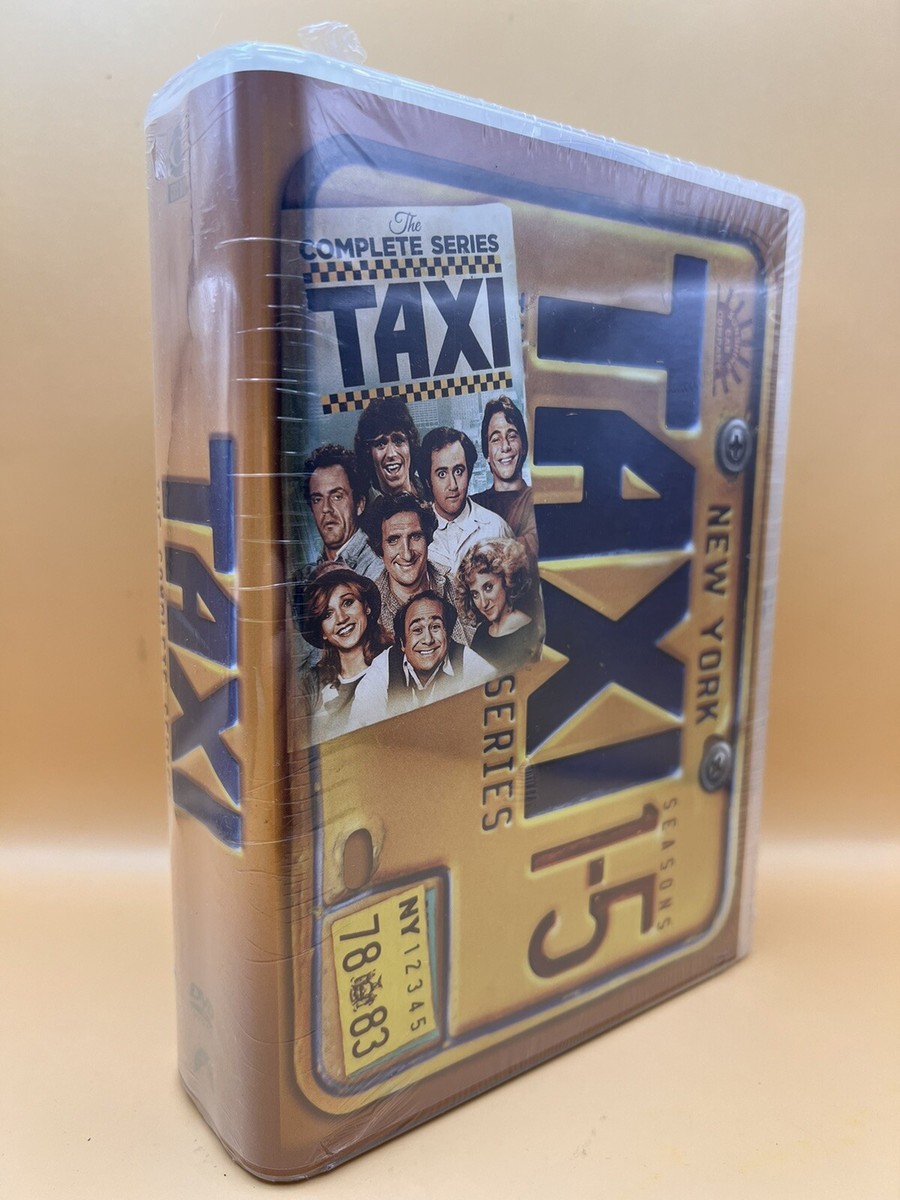 The
COMPLETE SERIES
TAXI
NEW YORK
TAXI
SEASONS
1-5
SERIES
NY 12345
78 83
TAXI